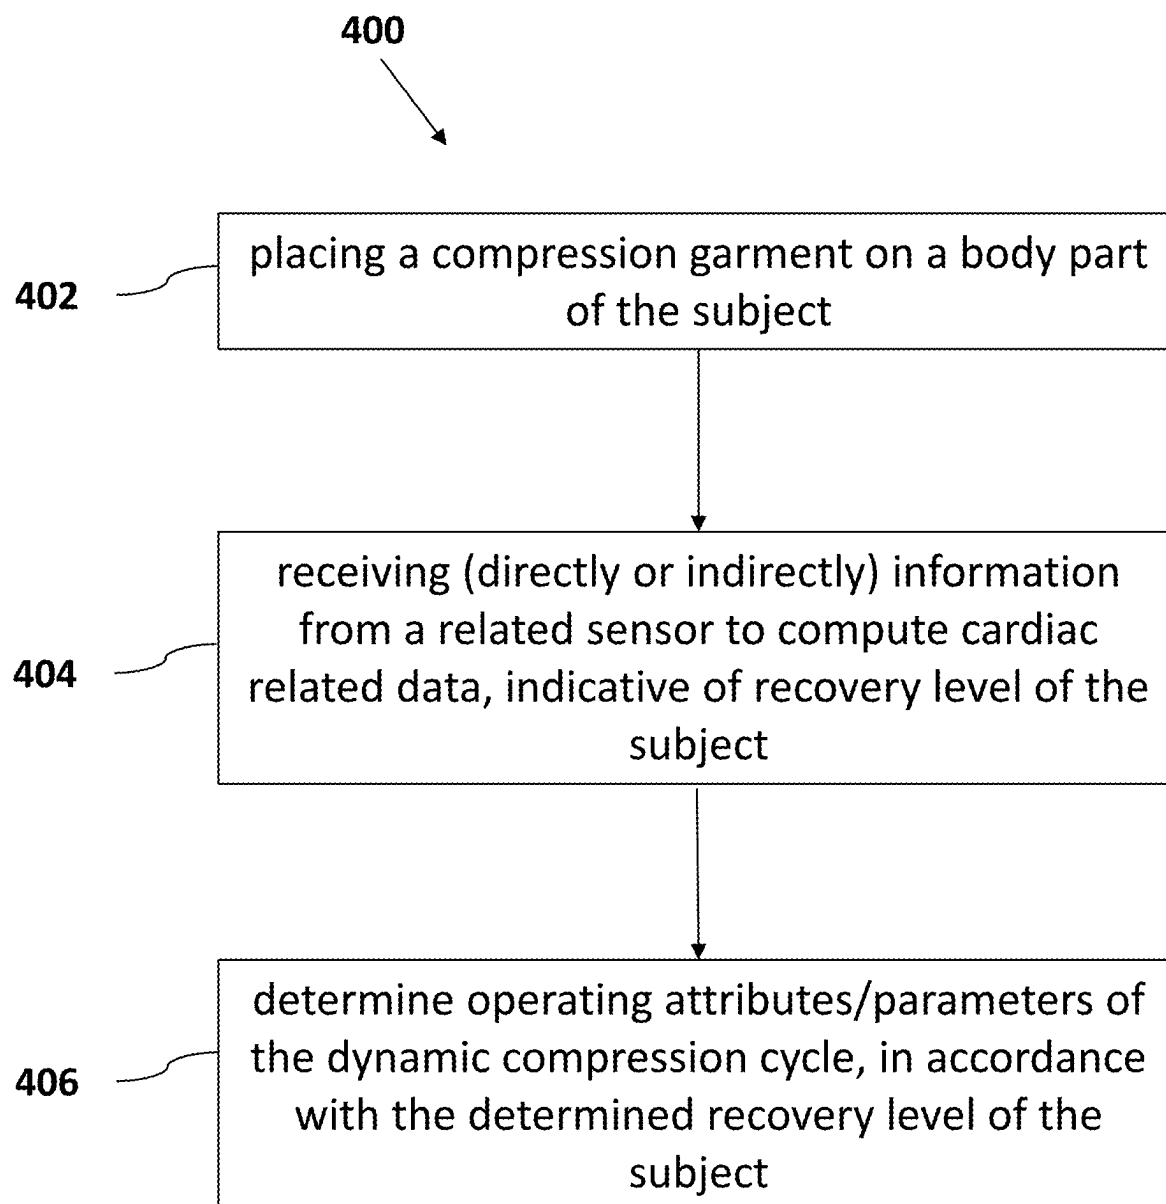 400
402
placing a compression garment on a body part
of the subject
404
receiving (directly or indirectly) information
from a related sensor to compute cardiac
related data, indicative of recovery level of the
subject
406
determine operating attributes/parameters of
the dynamic compression cycle, in accordance
with the determined recovery level of the
subject